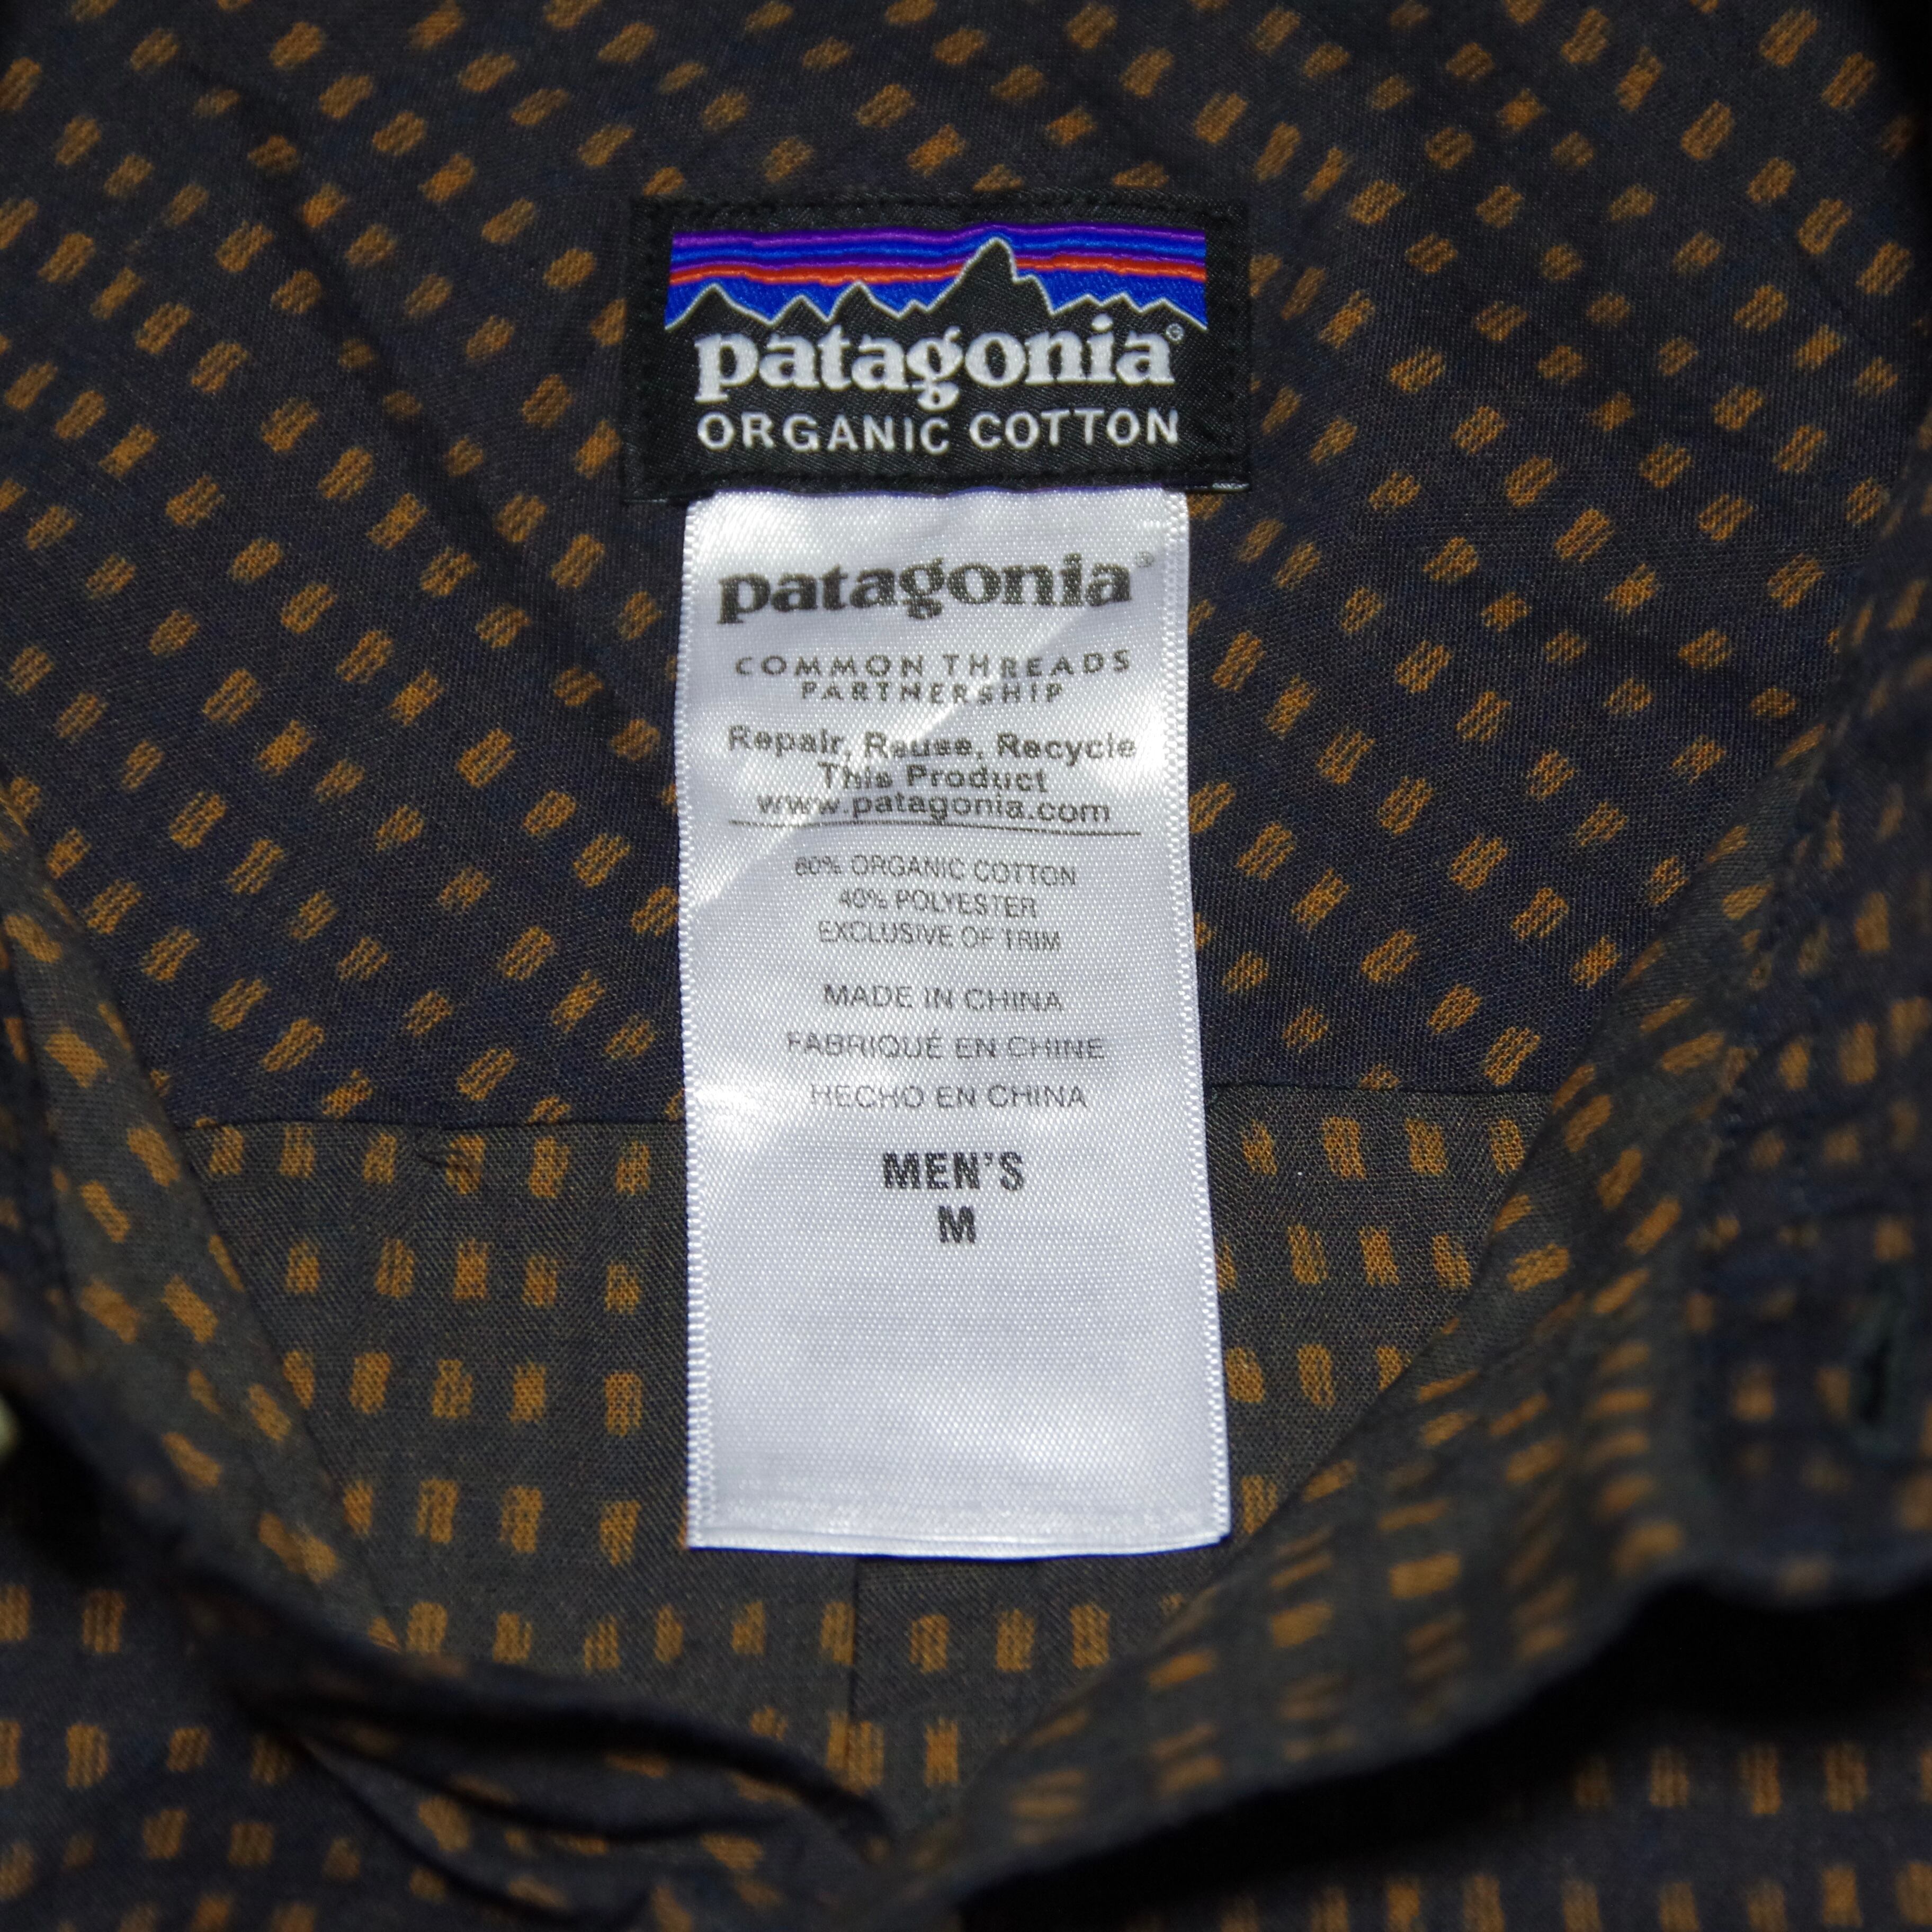 patagonia®
ORGANIC COTTON
patagonia®
COMMON THREADS
PARTNERSHIP
Repair, Reuse, Recycle
This Product
www.patagonia.com
60% ORGANIC COTTON
40% POLYESTER
EXCLUSIVE OF TRIM
MADE IN CHINA
FABRIQUÉ EN CHINE
HECHO EN CHINA
MEN'S
M